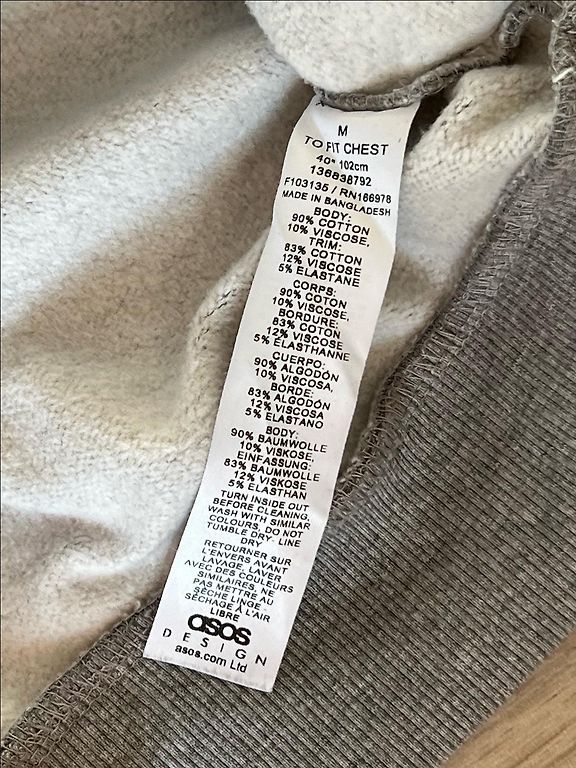 M
TO FIT CHEST
40" 102cm
136838792
F103135 / RN166978
MADE IN BANGLADESH
BODY:
90% COTTON
10% VISCOSE,
TRIM:
83% COTTON
12% VISCOSE
5% ELASTANE
CORPS:
90% COTON
10% VISCOSE,
BORDURE:
83% COTON
12% VISCOSE
5% ÉLASTHANNE
CUERPO:
90% ALGODÓN
10% VISCOSA,
BORDE:
83% ALGODÓN
12% VISCOSA
5% ELASTANO
BODY:
90% BAUMWOLLE
10% VISKOSE,
EINFASSUNG:
83% BAUMWOLLE
12% VISKOSE
5% ELASTHAN
TURN INSIDE OUT
BEFORE CLEANING,
WASH WITH SIMILAR
COLOURS, DO NOT
TUMBLE DRY- LINE
DRY
RETOURNER SUR
L'ENVERS AVANT
LAVAGE, LAVER
AVEC DES COULEURS
SIMILAIRES, NE
PAS METTRE AU
SÈCHE LINGE -
SÉCHAGE À L'AIR
LIBRE
asos
DESIGN
asos.com Ltd